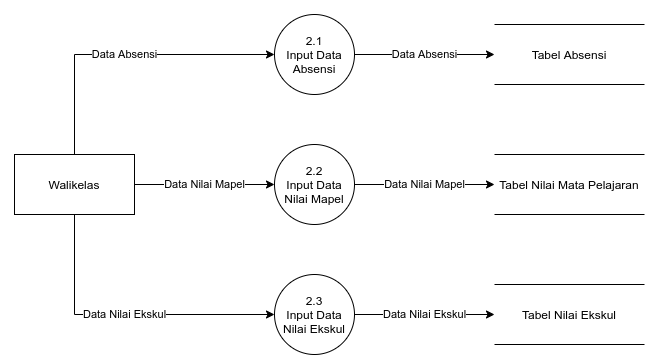 2.1
Input Data
Absensi
Data Absensi
Data Absensi
Tabel Absensi
Walikelas
Data Nilai Mapel
2.2
Input Data
Nilai Mapel
Data Nilai Mapel
Tabel Nilai Mata Pelajaran
Data Nilai Ekskul
2.3
Input Data
Nilai Ekskul
Data Nilai Ekskul
Tabel Nilai Ekskul